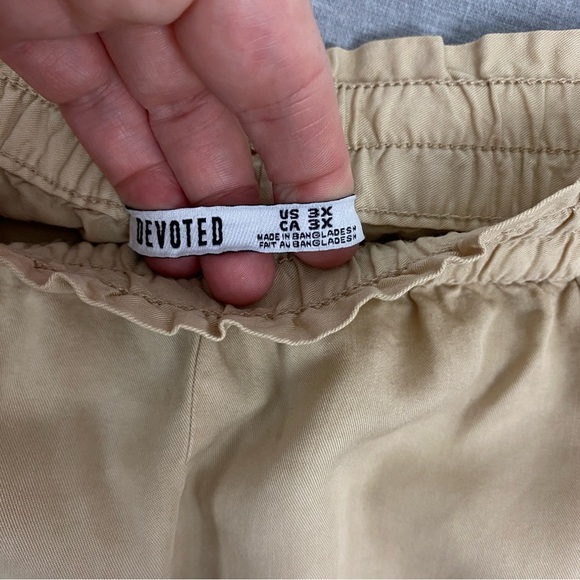 DEVOTED
US 3X
CA 3X
MADE IN BANGLADESH
FAIT AU BANGLADESH